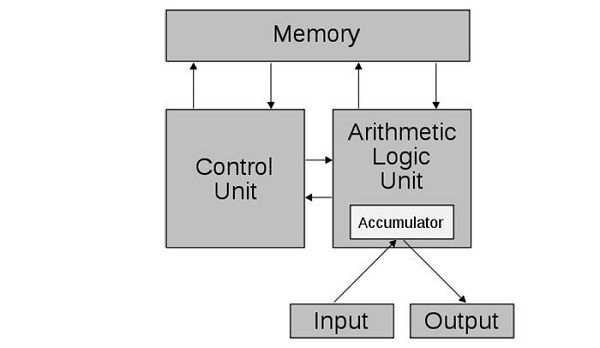 Memory
Control
Unit
Arithmetic
Logic
Unit
Accumulator
Input
Output